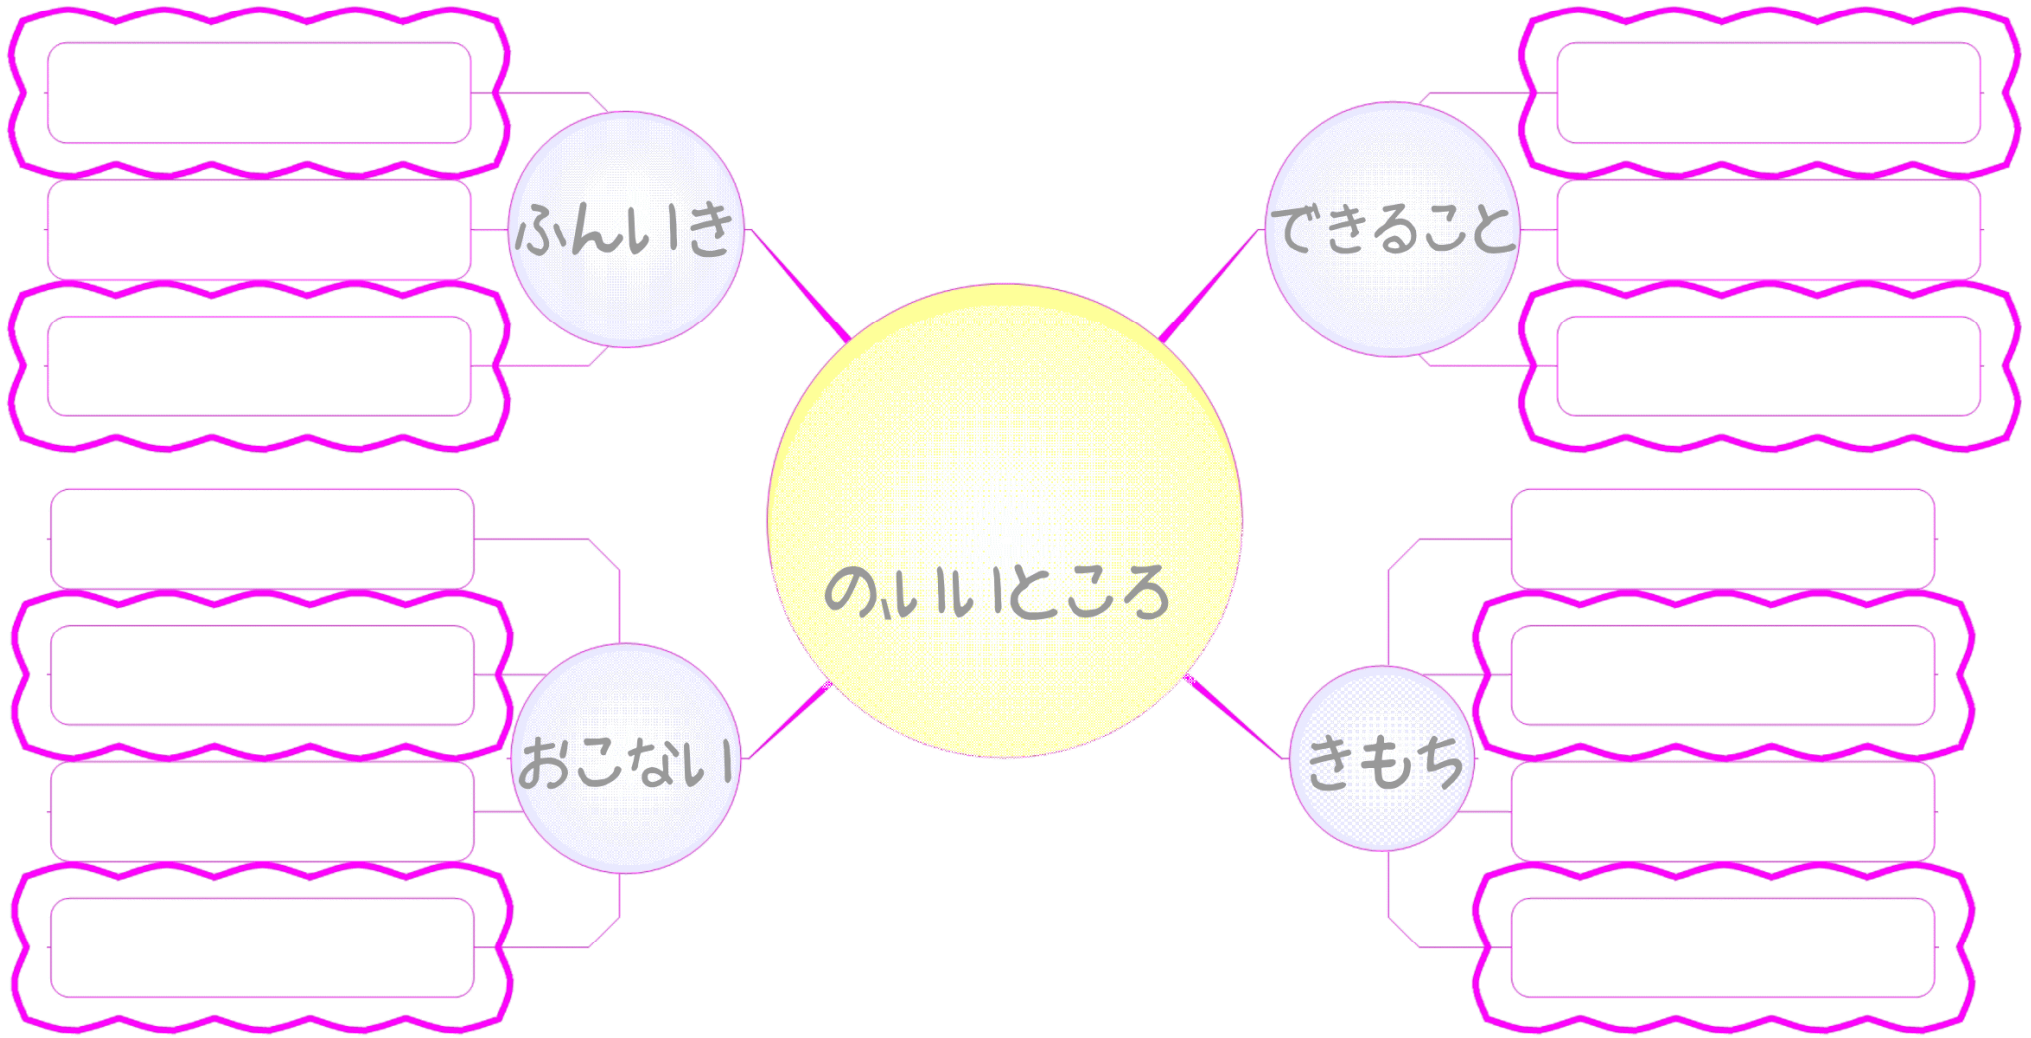 ふんいき
できること
の、いいところ
おこない
きもち